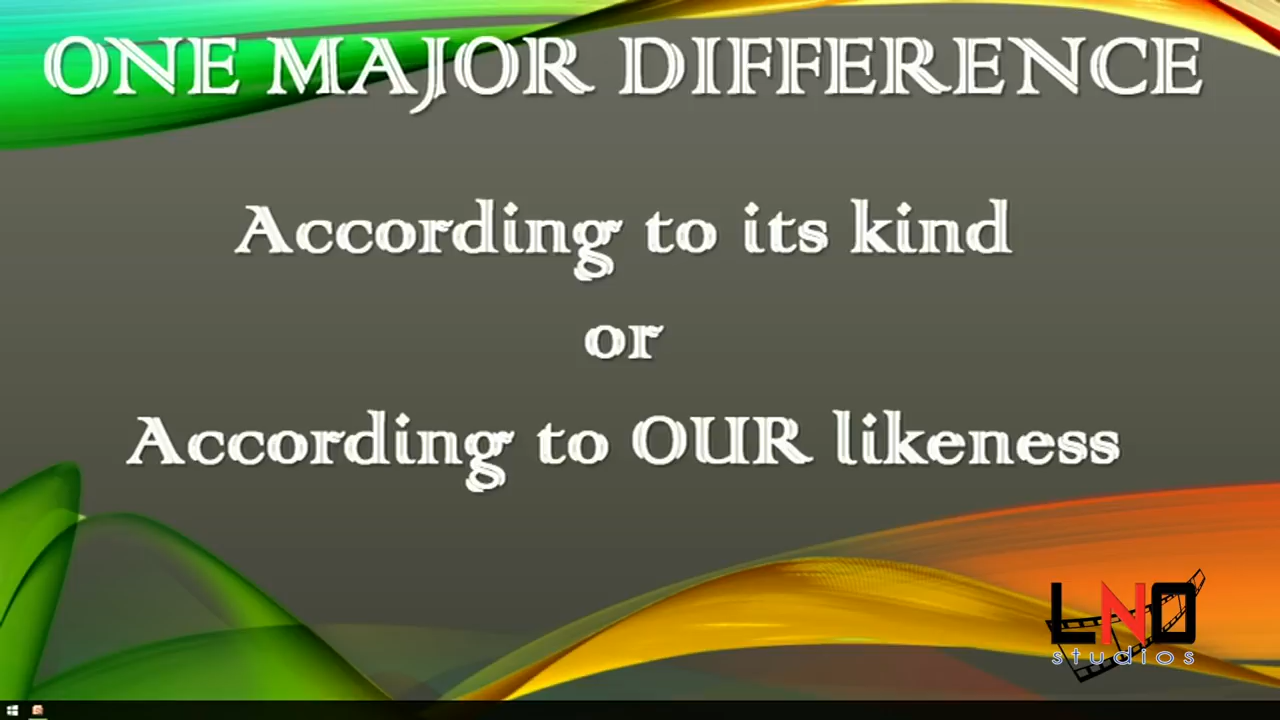 ONE MAJOR DIFFERENCE
According to its kind
or
According to OUR likeness
LNO
studios